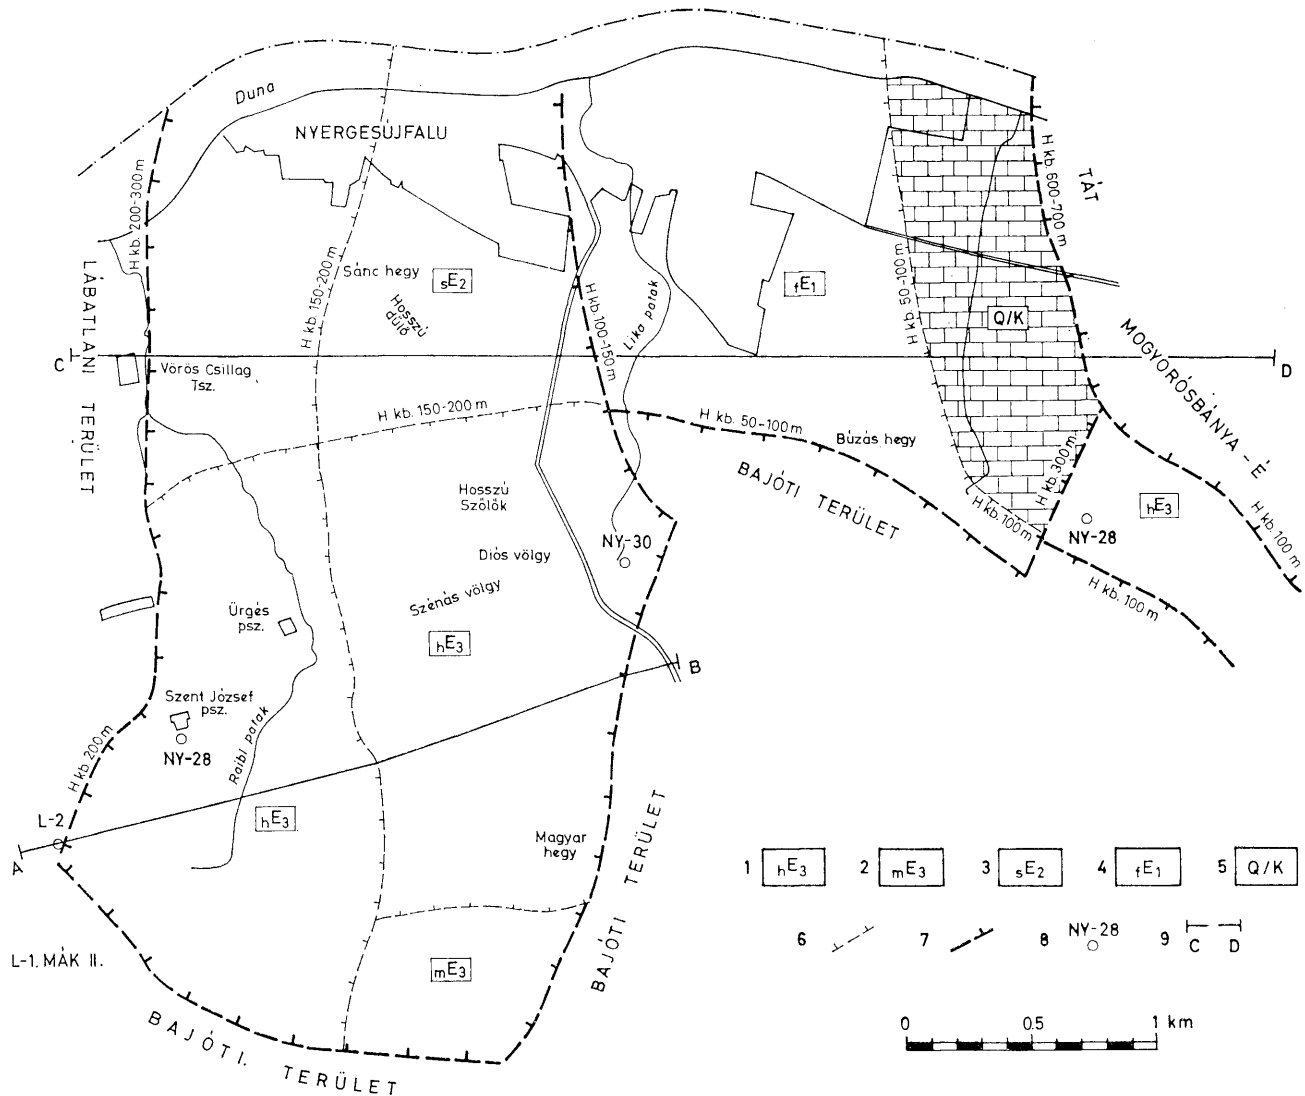 Duna
NYERGESÚJFALU
H kb. 200-300 m
H kb. 600-700 m
TÁT
LÁBATLANI TERÜLET
H kb. 150-200 m
Sánc hegy
sE2
Hosszú
dűlő
H kb. 100-150 m
Lika patak
fE1
H kb. 50-100 m
Q/K
C
D
Vörös Csillag
Tsz.
MOGYORÓSBÁNYA - É
H kb. 150-200 m
H kb. 50-100 m
Búzás hegy
BAJÓTI TERÜLET
H kb. 300 m
Hosszú
Szőlők
H kb. 100 m
hE3
NY-28
H kb. 100 m
NY-30
Diós völgy
Szénás völgy
H kb. 100 m
Ürgés
psz.
hE3
B
Szent József
psz.
NY-28
Raibl patak
H kb. 200 m
L-2
A
hE3
Magyar
hegy
BAJÓTI TERÜLET
L-1. MÁK II.
mE3
BAJÓTI. TERÜLET
1 hE3 2 mE3 3 sE2 4 fE1 5 Q/K
6 7 8 NY-28 9 C D
0 0.5 1 km